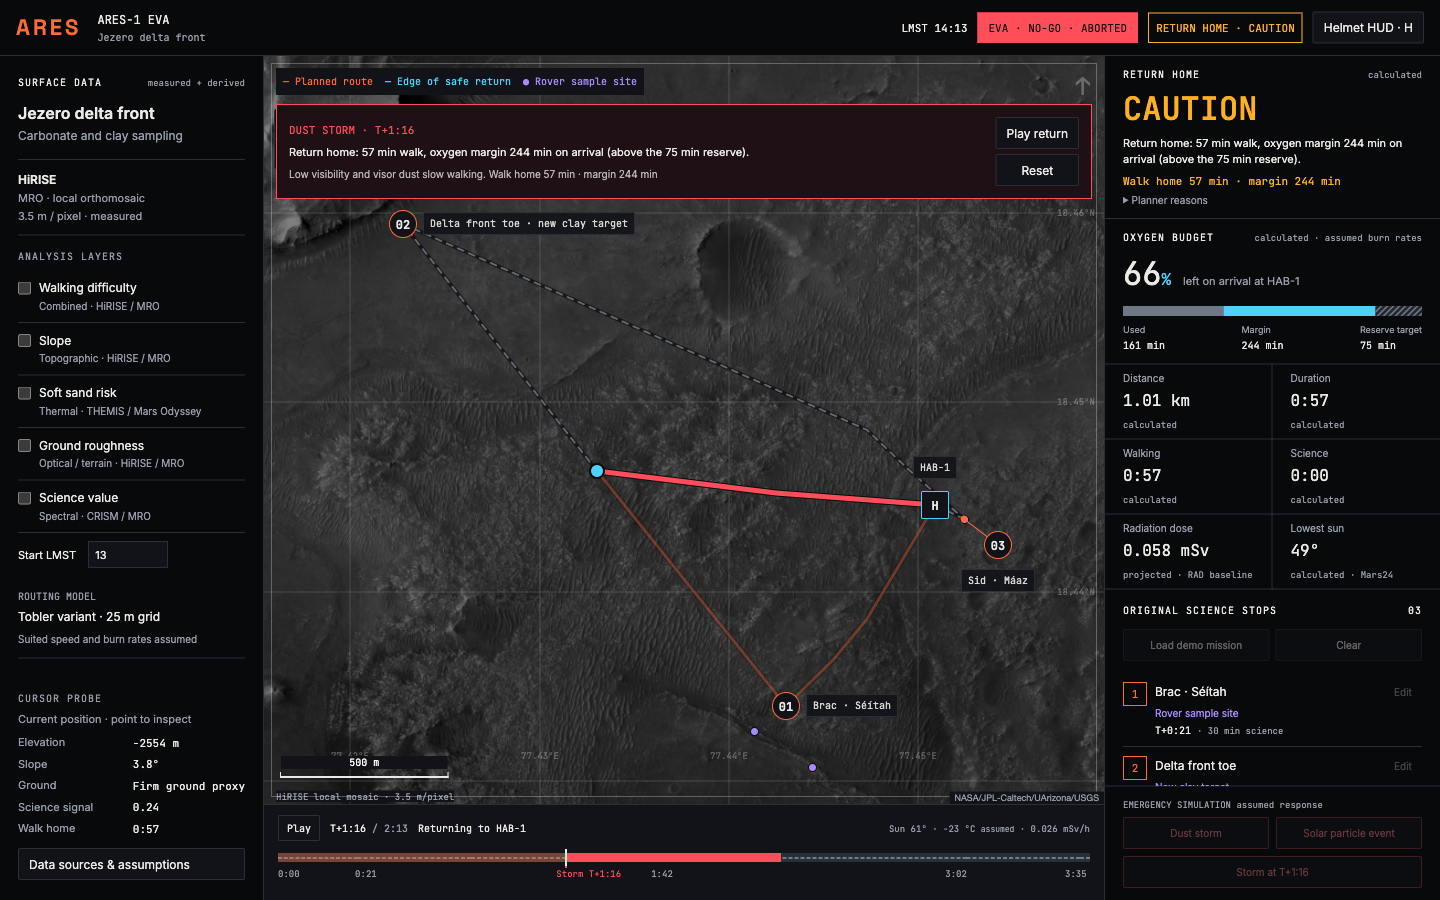 ARES
ARES-1 EVA
Jezero delta front
LMST 14:13
EVA · NO-GO · ABORTED
RETURN HOME · CAUTION
Helmet HUD · H
SURFACE DATA
measured + derived
Jezero delta front
Carbonate and clay sampling
HiRISE
MRO · local orthomosaic
3.5 m / pixel · measured
ANALYSIS LAYERS
Walking difficulty
Combined · HiRISE / MRO
Slope
Topographic · HiRISE / MRO
Soft sand risk
Thermal · THEMIS / Mars Odyssey
Ground roughness
Optical / terrain · HiRISE / MRO
Science value
Spectral · CRISM / MRO
Start LMST 13
ROUTING MODEL
Tobler variant · 25 m grid
Suited speed and burn rates assumed
CURSOR PROBE
Current position · point to inspect
Elevation -2554 m
Slope 3.8°
Ground Firm ground proxy
Science signal 0.24
Walk home 0:57
Data sources & assumptions
Planned route
Edge of safe return
Rover sample site
DUST STORM · T+1:16
Return home: 57 min walk, oxygen margin 244 min on arrival (above the 75 min reserve).
Low visibility and visor dust slow walking. Walk home 57 min · margin 244 min
Play return
Reset
18.46°N
02
Delta front toe · new clay target
18.45°N
HAB-1
H
03
Sid · Máaz
18.44°N
01
Brac · Séítah
77.43°E
77.44°E
77.45°E
500 m
HiRISE local mosaic · 3.5 m/pixel
NASA/JPL-Caltech/UArizona/USGS
Play
T+1:16 / 2:13
Returning to HAB-1
Sun 61° · -23 °C assumed · 0.026 mSv/h
0:00
0:21
Storm T+1:16
1:42
3:02
3:35
RETURN HOME
calculated
CAUTION
Return home: 57 min walk, oxygen margin 244 min on
arrival (above the 75 min reserve).
Walk home 57 min · margin 244 min
Planner reasons
OXYGEN BUDGET
calculated · assumed burn rates
66%
left on arrival at HAB-1
Used
Margin
Reserve target
161 min
244 min
75 min
Distance
Duration
1.01 km
0:57
calculated
calculated
Walking
Science
0:57
0:00
calculated
calculated
Radiation dose
Lowest sun
0.058 mSv
49°
projected · RAD baseline
calculated · Mars24
ORIGINAL SCIENCE STOPS
03
Load demo mission
Clear
1
Brac · Séítah
Edit
Rover sample site
T+0:21 · 30 min science
2
Delta front toe
Edit
EMERGENCY SIMULATION assumed response
Dust storm
Solar particle event
Storm at T+1:16